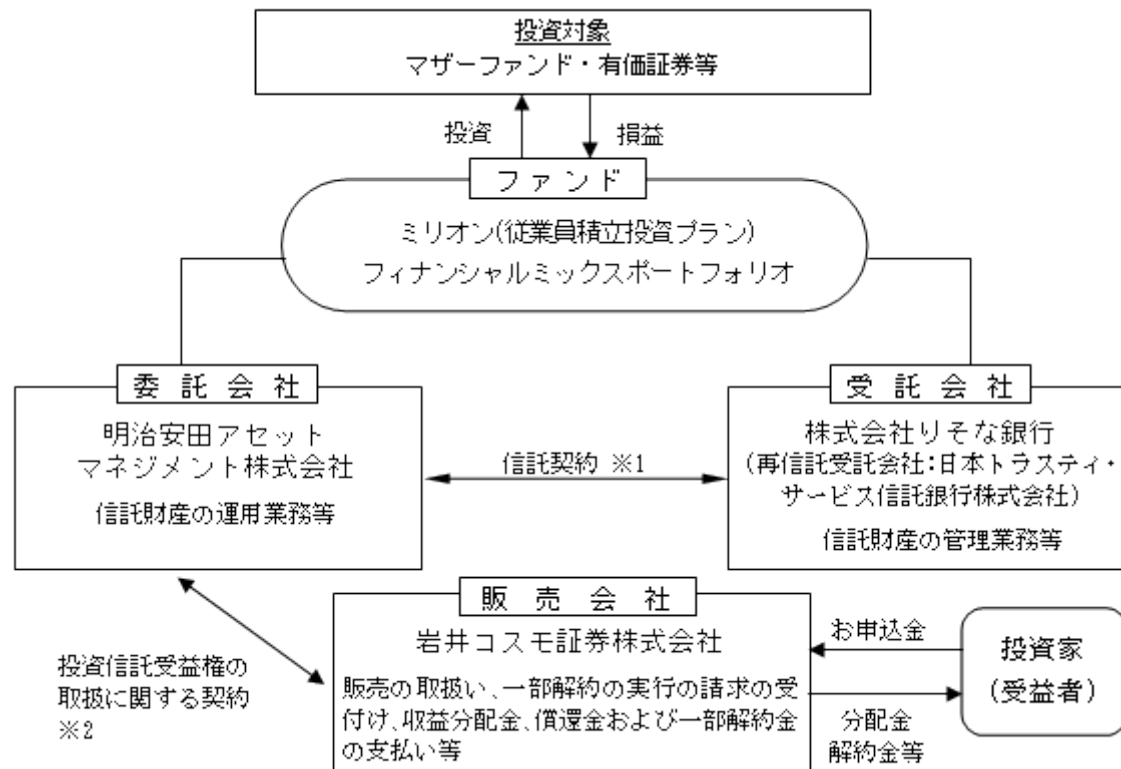 投資対象
マザーファンド・有価証券等
投資
損益
ファンド
ミリオン(従業員積立投資プラン)
フィナンシャルミックスポートフォリオ
委託会社
明治安田アセット
マネジメント株式会社
信託財産の運用業務等
信託契約 ※1
受託会社
株式会社りそな銀行
(再信託受託会社:日本トラスティ・
サービス信託銀行株式会社)
信託財産の管理業務等
投資信託受益権の
取扱に関する契約
※2
販売会社
岩井コスモ証券株式会社
販売の取扱い、一部解約の実行の請求の受
付け、収益分配金、償還金および一部解約金
の支払い等
お申込金
分配金
解約金等
投資家
(受益者)